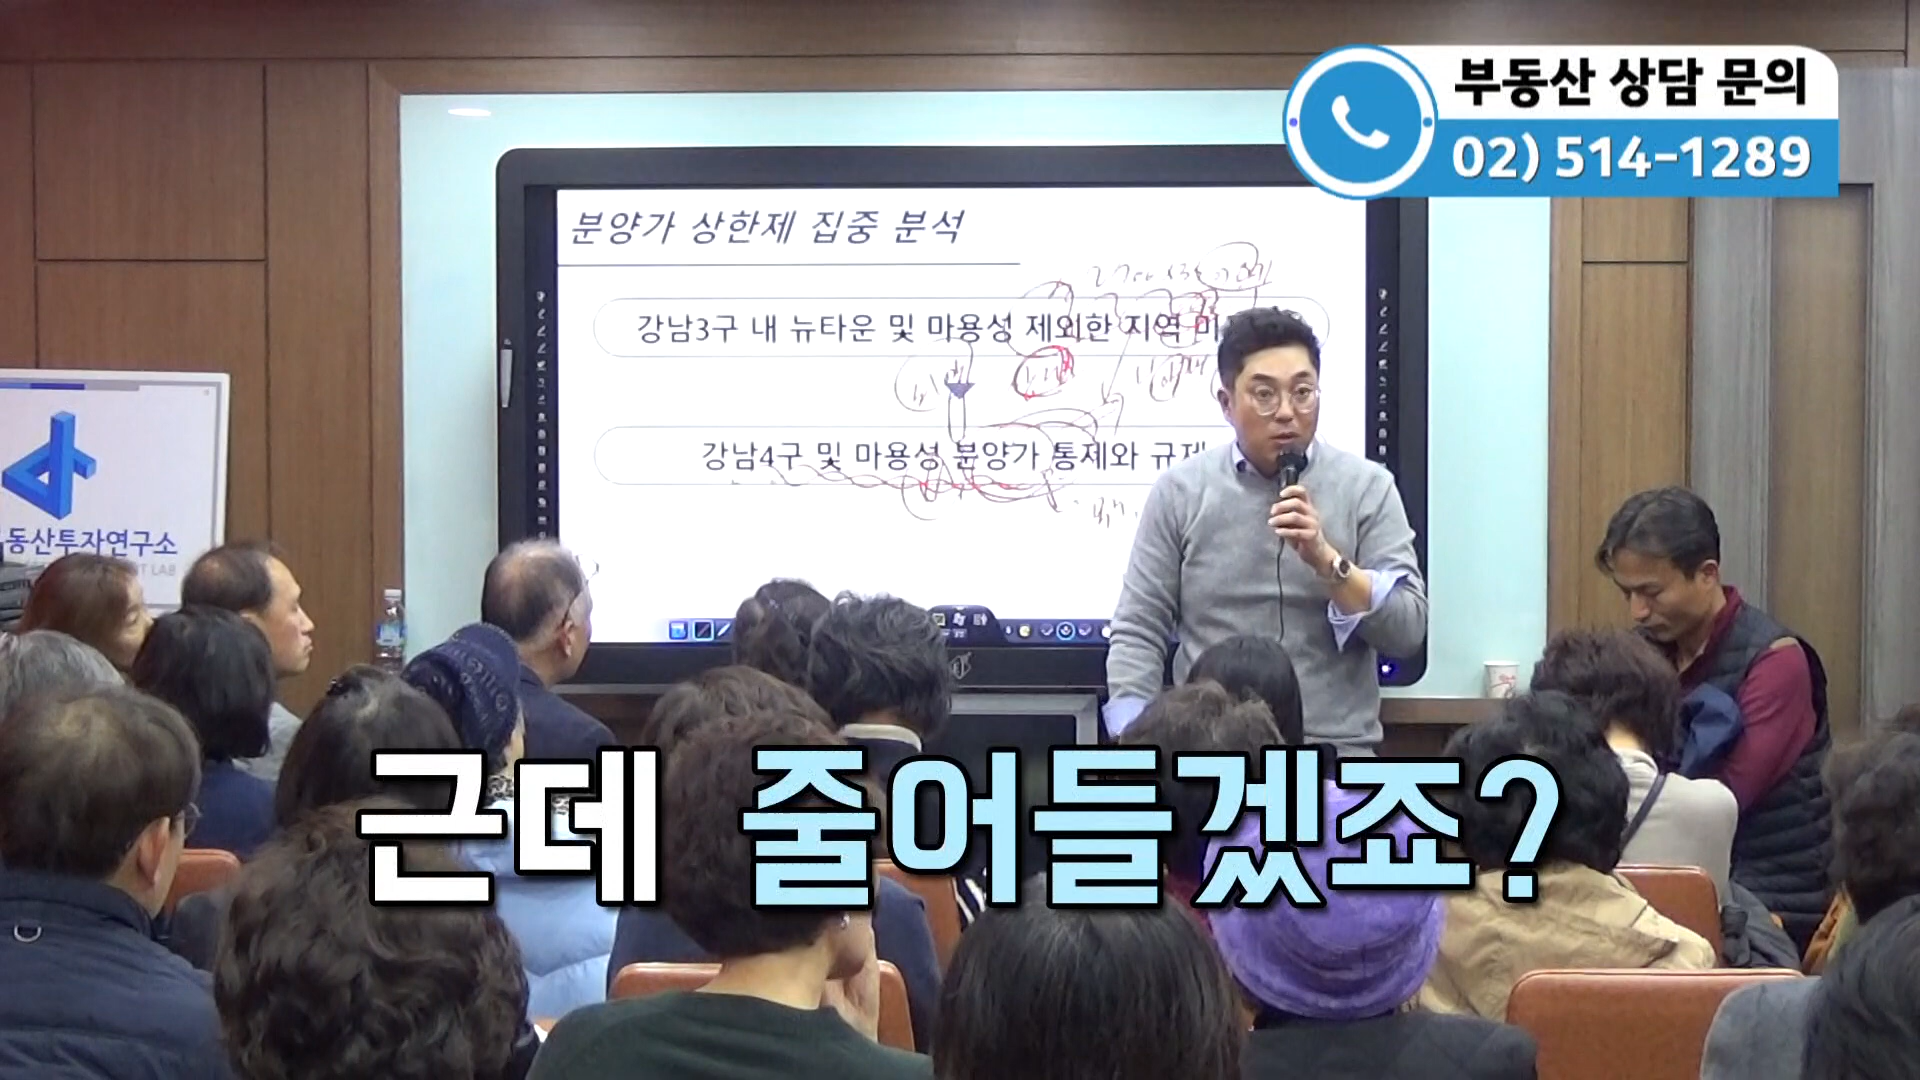 부동산 상담 문의
02) 514-1289
분양가 상한제 집중 분석
강남3구 내 뉴타운 및 마용성 제외한 지역 미
강남4구 및 마용성 분양가 통제와 규제
동산투자연구소
LAB
근데 줄어들겠죠?